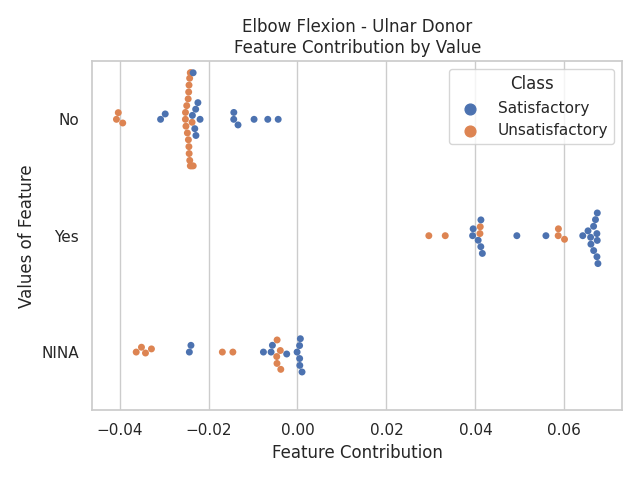 Elbow Flexion - Ulnar Donor
Feature Contribution by Value
Class
Satisfactory
Unsatisfactory
Values of Feature
No
Yes
NINA
−0.04 −0.02 0.00 0.02 0.04 0.06
Feature Contribution